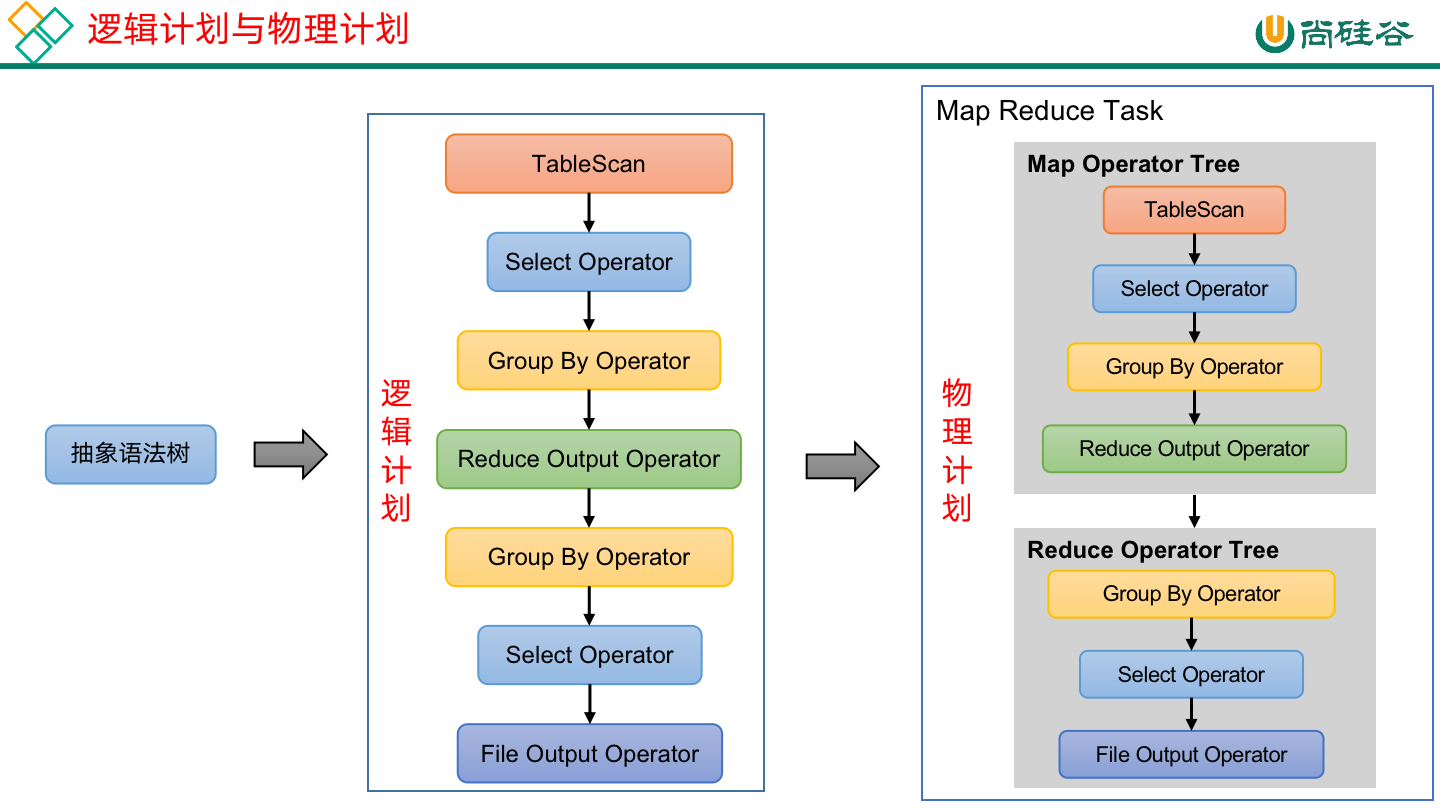 逻辑计划与物理计划
尚硅谷
抽象语法树
逻辑计划
TableScan
Select Operator
Group By Operator
Reduce Output Operator
Group By Operator
Select Operator
File Output Operator
物理计划
Map Reduce Task
Map Operator Tree
TableScan
Select Operator
Group By Operator
Reduce Output Operator
Reduce Operator Tree
Group By Operator
Select Operator
File Output Operator